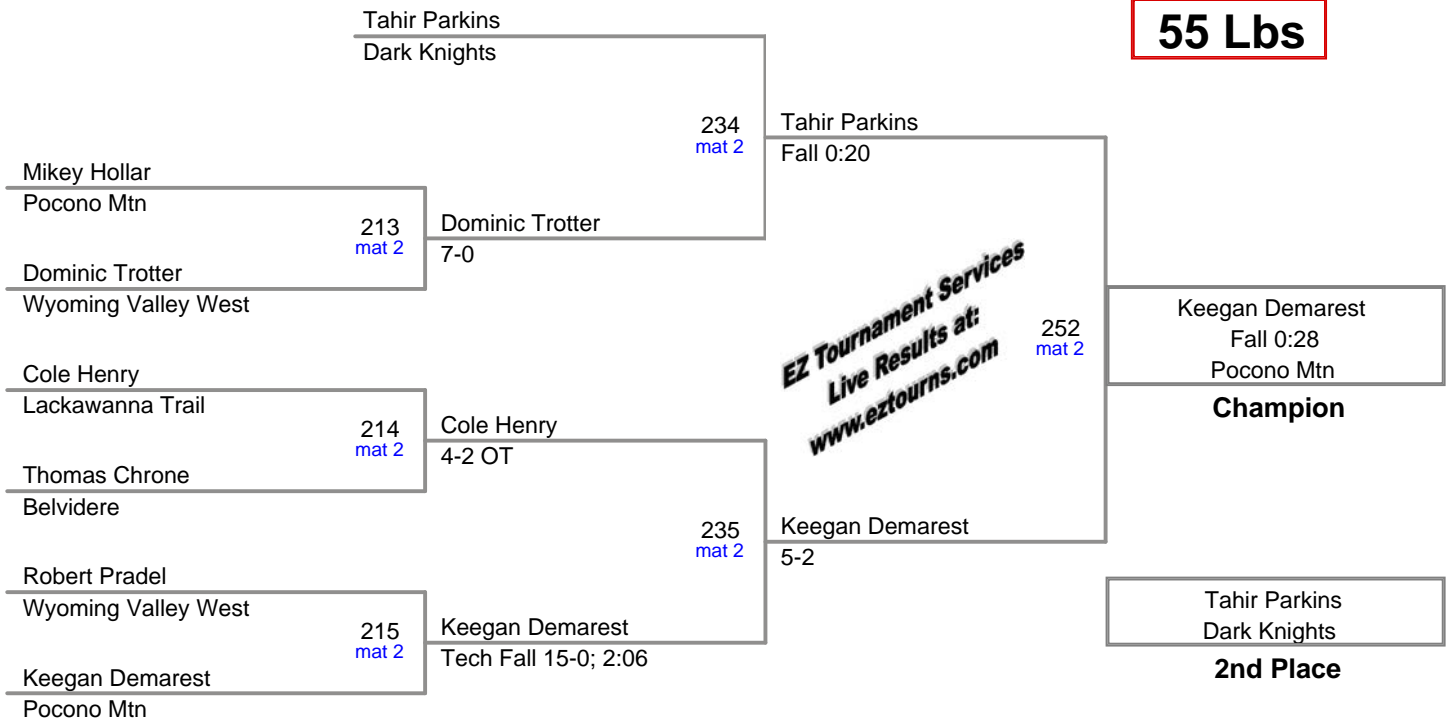 55 Lbs
Tahir Parkins
Dark Knights
234
mat 2
Tahir Parkins
Fall 0:20
Mikey Hollar
Pocono Mtn
213
mat 2
Dominic Trotter
7-0
Dominic Trotter
Wyoming Valley West
EZ Tournament Services
Live Results at:
www.eztourns.com
252
mat 2
Keegan Demarest
Fall 0:28
Pocono Mtn
Champion
Cole Henry
Lackawanna Trail
214
mat 2
Cole Henry
4-2 OT
Thomas Chrone
Belvidere
235
mat 2
Keegan Demarest
5-2
Robert Pradel
Wyoming Valley West
215
mat 2
Keegan Demarest
Tech Fall 15-0; 2:06
Keegan Demarest
Pocono Mtn
Tahir Parkins
Dark Knights
2nd Place